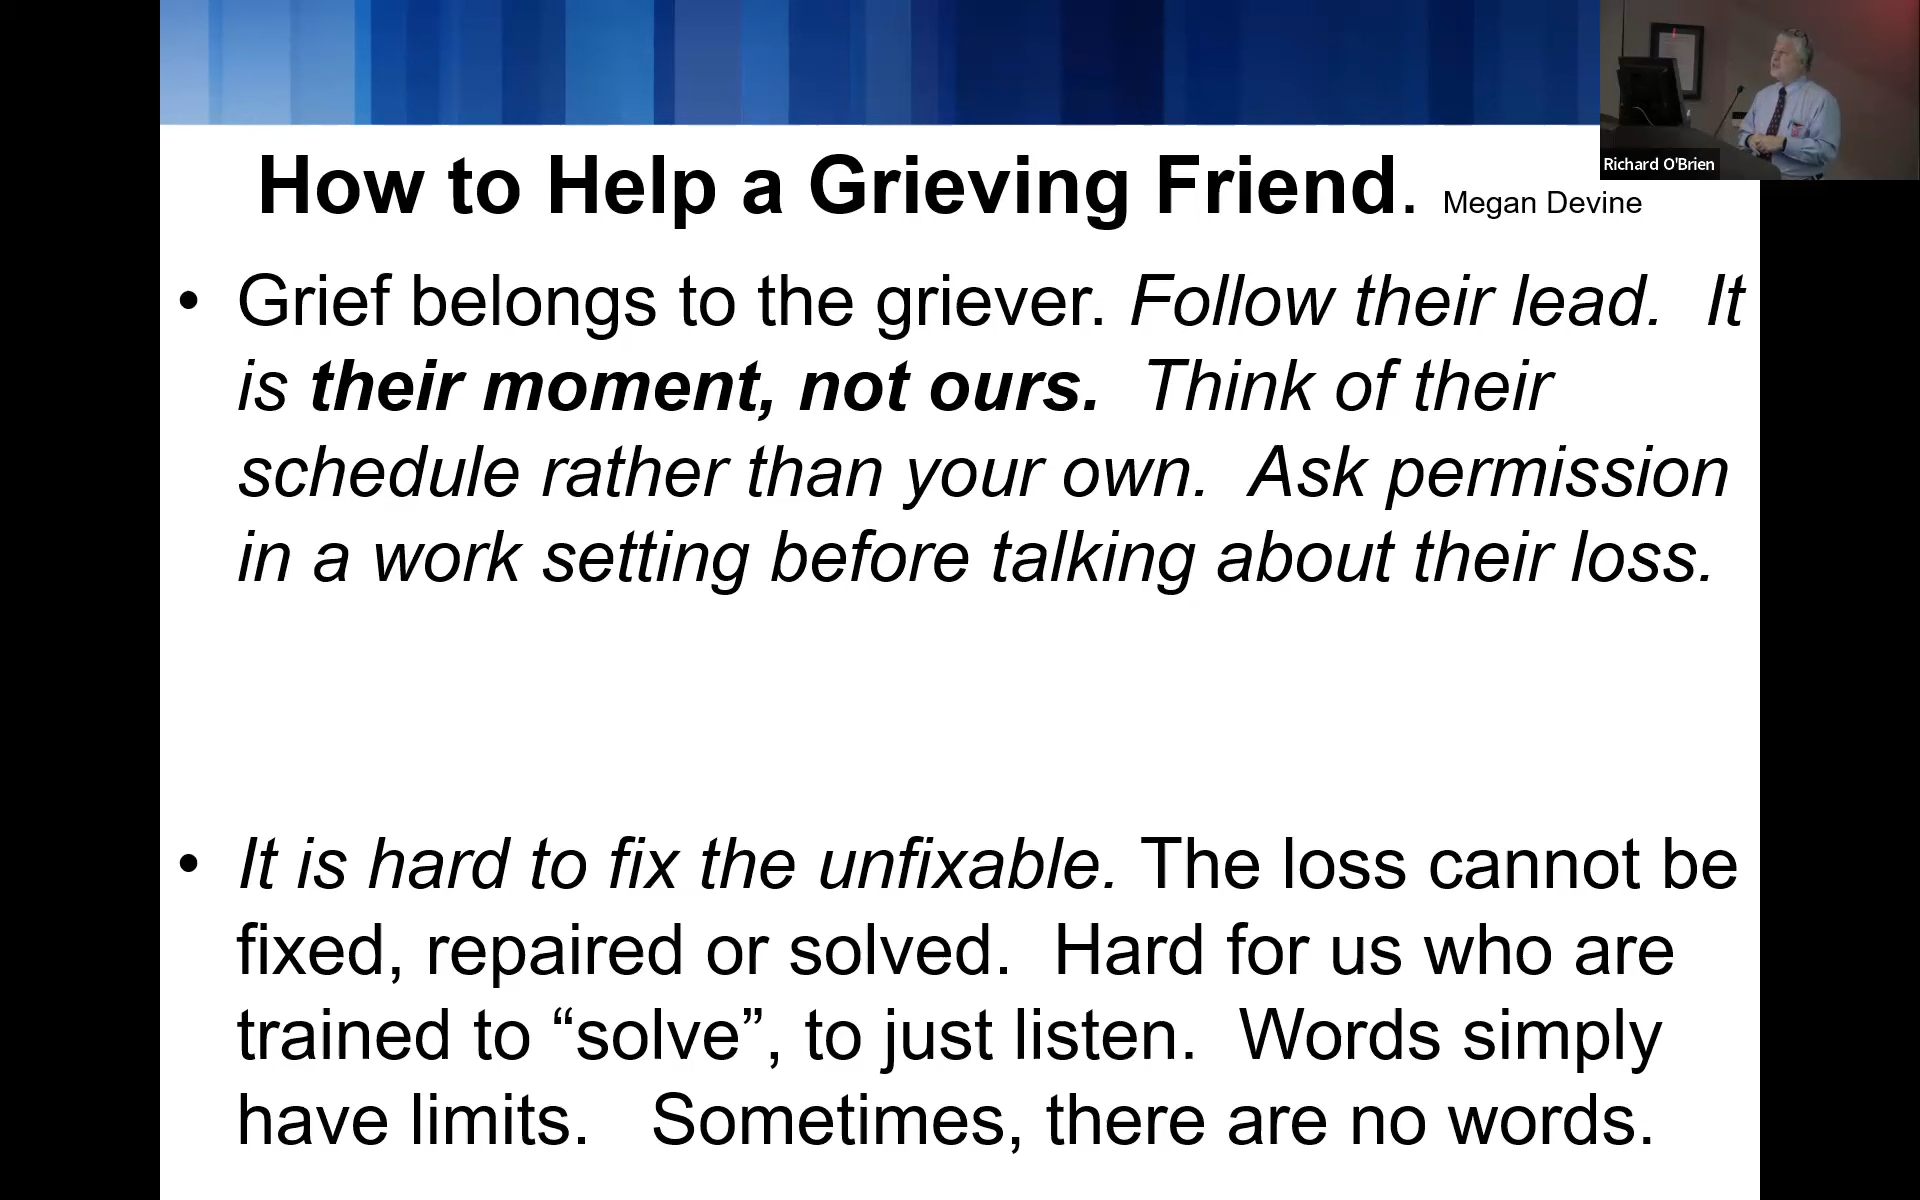 Richard O'Brien
How to Help a Grieving Friend. Megan Devine
• Grief belongs to the griever. Follow their lead.  It
is their moment, not ours.  Think of their
schedule rather than your own.  Ask permission
in a work setting before talking about their loss.
• It is hard to fix the unfixable. The loss cannot be
fixed, repaired or solved.  Hard for us who are
trained to “solve”, to just listen.  Words simply
have limits.   Sometimes, there are no words.